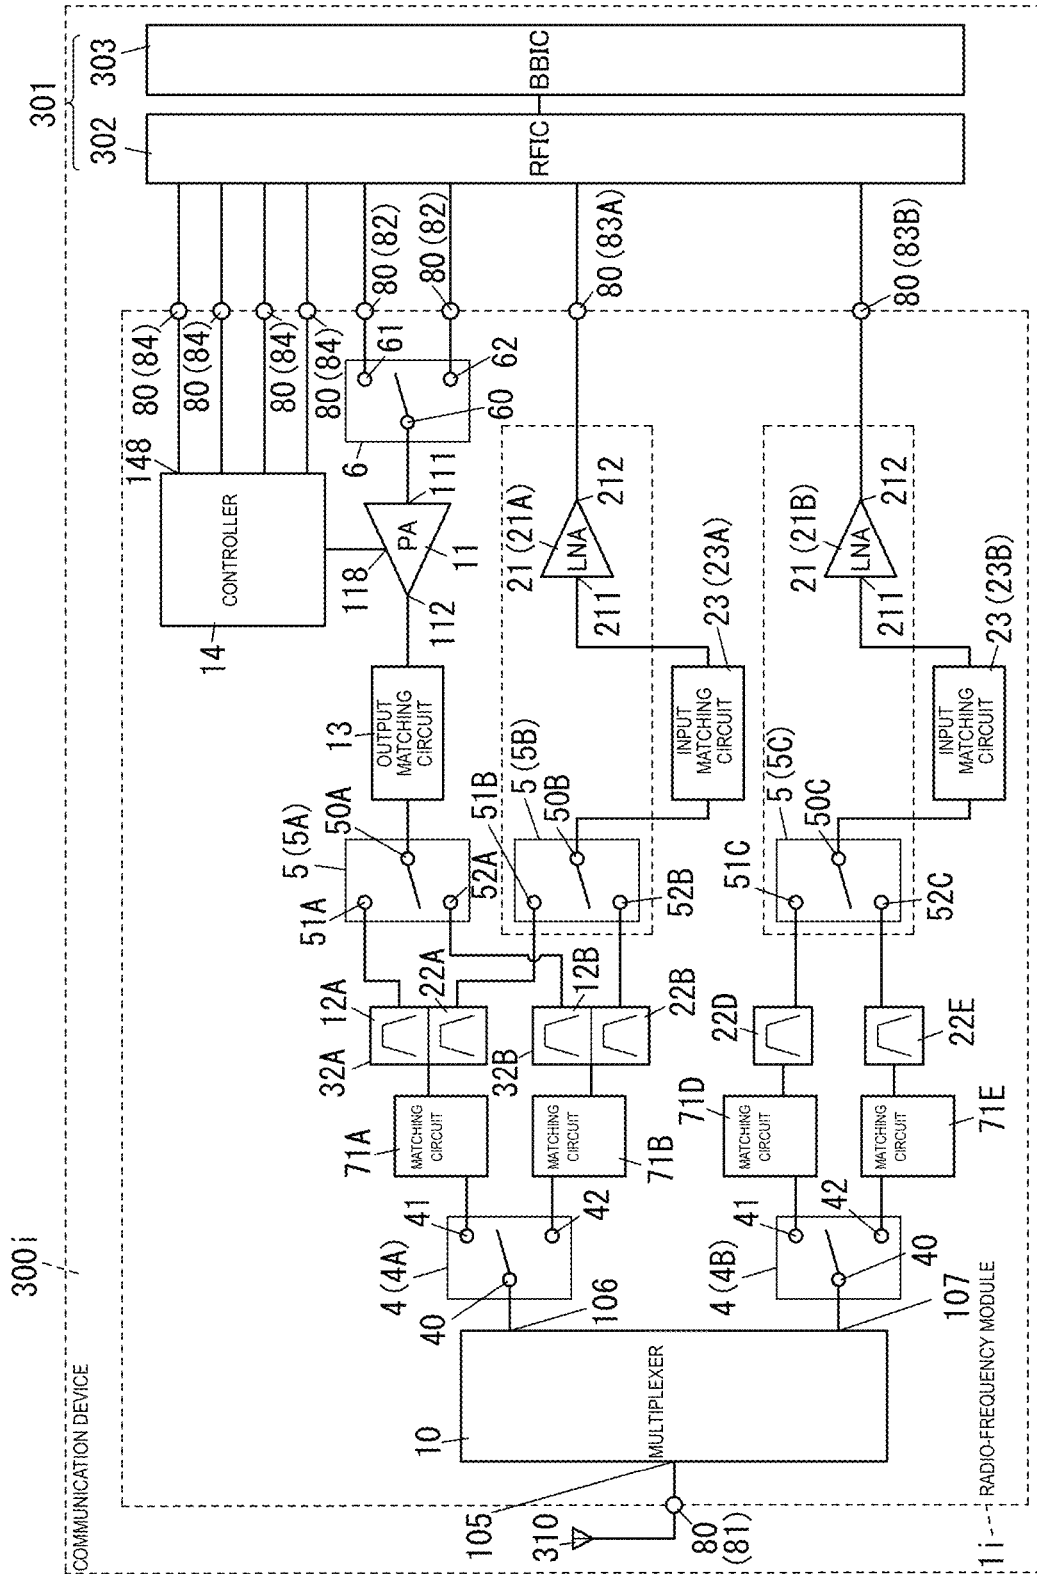 300i
COMMUNICATION DEVICE
301
302
303
RFIC
BBIC
148
CONTROLLER
14
80 (84)
80 (84)
80 (84)
80 (84)
80 (82)
80 (82)
80 (83A)
80 (83B)
6
61
62
60
111
PA
118
11
112
13
OUTPUT
MATCHING
CIRCUIT
5 (5A)
50A
51A
52A
21 (21A)
LNA
212
211
23 (23A)
INPUT
MATCHING
CIRCUIT
5 (5B)
50B
51B
52B
21 (21B)
LNA
212
211
23 (23B)
INPUT
MATCHING
CIRCUIT
5 (5C)
50C
51C
52C
12A
22A
32A
12B
22B
32B
22D
22E
71A
MATCHING
CIRCUIT
MATCHING
CIRCUIT
71B
71D
MATCHING
CIRCUIT
MATCHING
CIRCUIT
71E
4 (4A)
41
42
40
106
4 (4B)
41
42
40
107
10
MULTIPLEXER
105
310
80
(81)
1i
RADIO-FREQUENCY MODULE